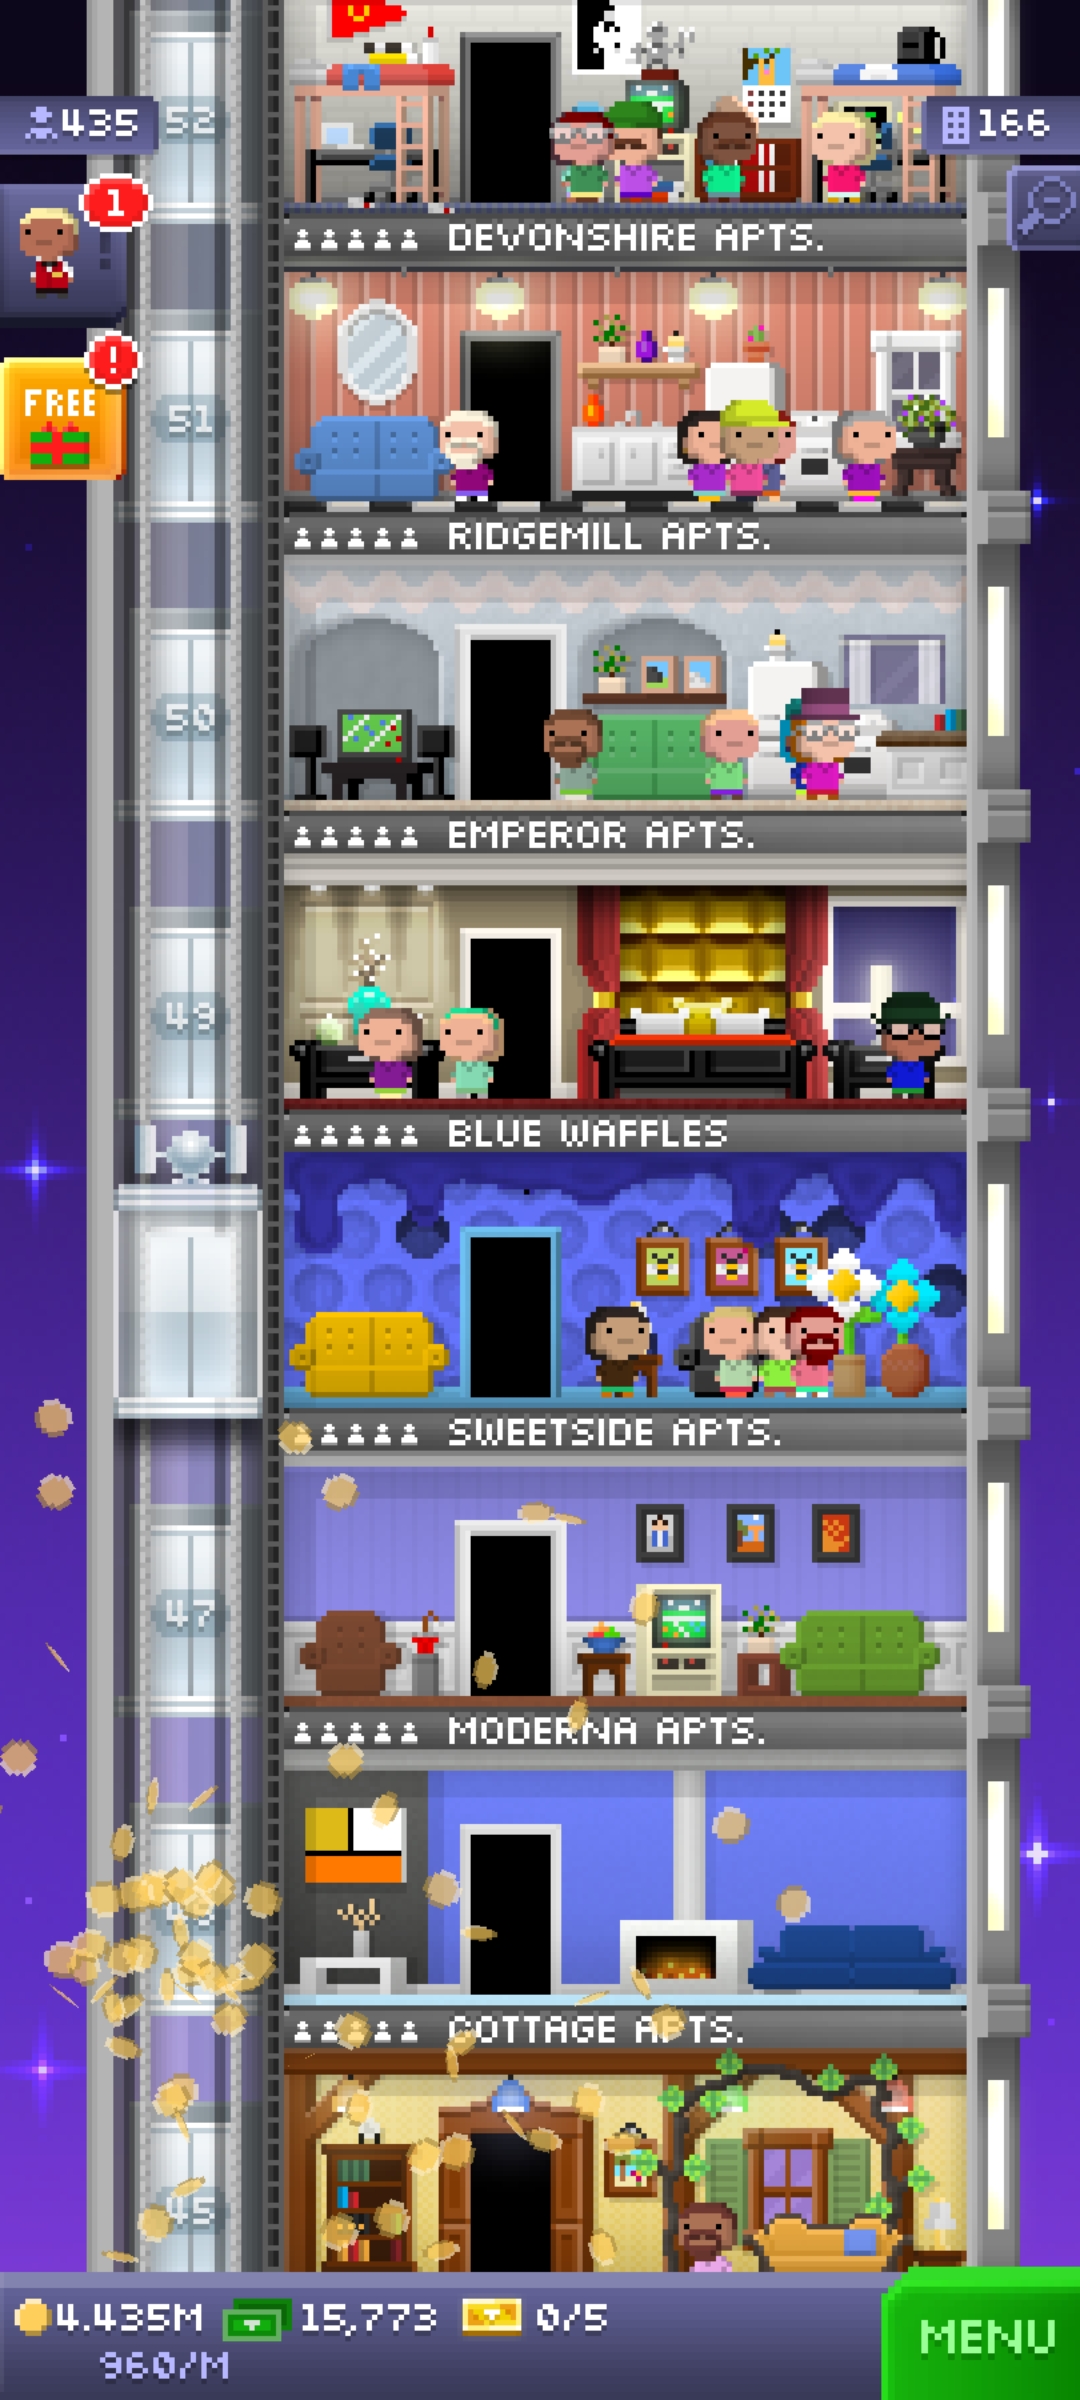 52
435
166
1
DEVONSHIRE APTS.
!
FREE
51
RIDGEMILL APTS.
50
EMPEROR APTS.
49
BLUE WAFFLES
SWEETSIDE APTS.
47
MODERNA APTS.
COTTAGE APTS.
45
4.435M
15,773
0/5
960/M
MENU